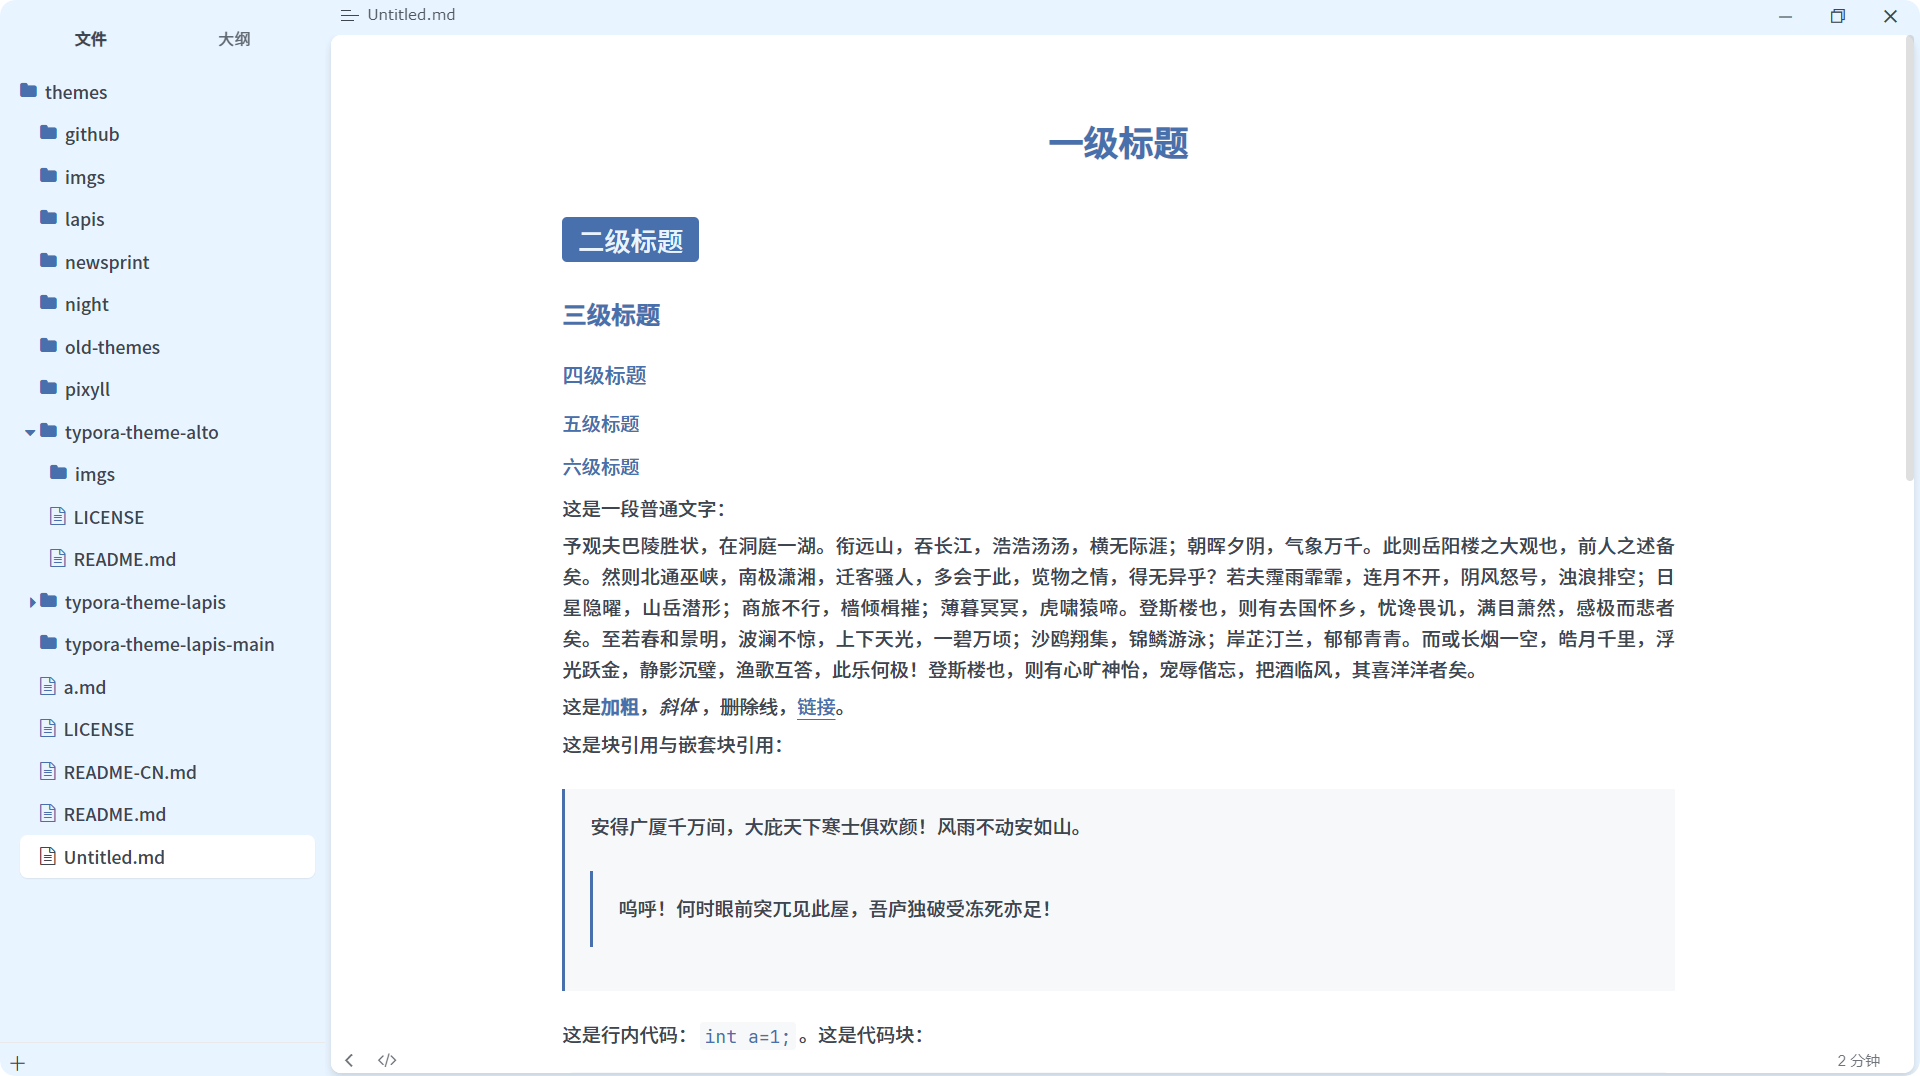 Untitled.md
文件
大纲
themes
github
imgs
lapis
newsprint
night
old-themes
pixyll
typora-theme-alto
imgs
LICENSE
README.md
typora-theme-lapis
typora-theme-lapis-main
a.md
LICENSE
README-CN.md
README.md
Untitled.md
一级标题
二级标题
三级标题
四级标题
五级标题
六级标题
这是一段普通文字：
予观夫巴陵胜状，在洞庭一湖。衔远山，吞长江，浩浩汤汤，横无际涯；朝晖夕阴，气象万千。此则岳阳楼之大观也，前人之述备
矣。然则北通巫峡，南极潇湘，迁客骚人，多会于此，览物之情，得无异乎？若夫霪雨霏霏，连月不开，阴风怒号，浊浪排空；日
星隐曜，山岳潜形；商旅不行，樯倾楫摧；薄暮冥冥，虎啸猿啼。登斯楼也，则有去国怀乡，忧谗畏讥，满目萧然，感极而悲者
矣。至若春和景明，波澜不惊，上下天光，一碧万顷；沙鸥翔集，锦鳞游泳；岸芷汀兰，郁郁青青。而或长烟一空，皓月千里，浮
光跃金，静影沉璧，渔歌互答，此乐何极！登斯楼也，则有心旷神怡，宠辱偕忘，把酒临风，其喜洋洋者矣。
这是加粗，斜体，删除线，链接。
这是块引用与嵌套块引用：
安得广厦千万间，大庇天下寒士俱欢颜！风雨不动安如山。
呜呼！何时眼前突兀见此屋，吾庐独破受冻死亦足！
这是行内代码： int a=1; 。这是代码块：
2 分钟